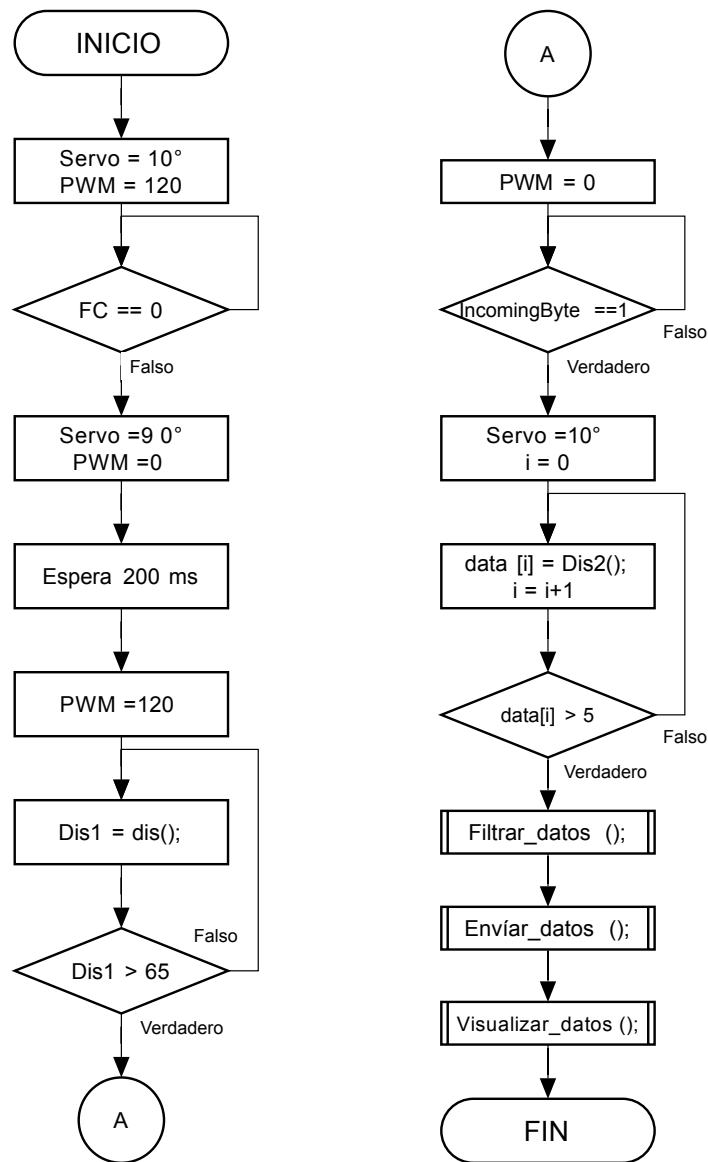 INICIO
Servo = 10°
PWM = 120
FC == 0
Falso
Servo =9 0°
PWM =0
Espera 200 ms
PWM =120
Dis1 = dis();
Falso
Dis1 > 65
Verdadero
A
A
PWM = 0
IncomingByte ==1
Falso
Verdadero
Servo =10°
i = 0
data [i] = Dis2();
i = i+1
data[i] > 5
Falso
Verdadero
Filtrar_datos ();
Envíar_datos ();
Visualizar_datos ();
FIN